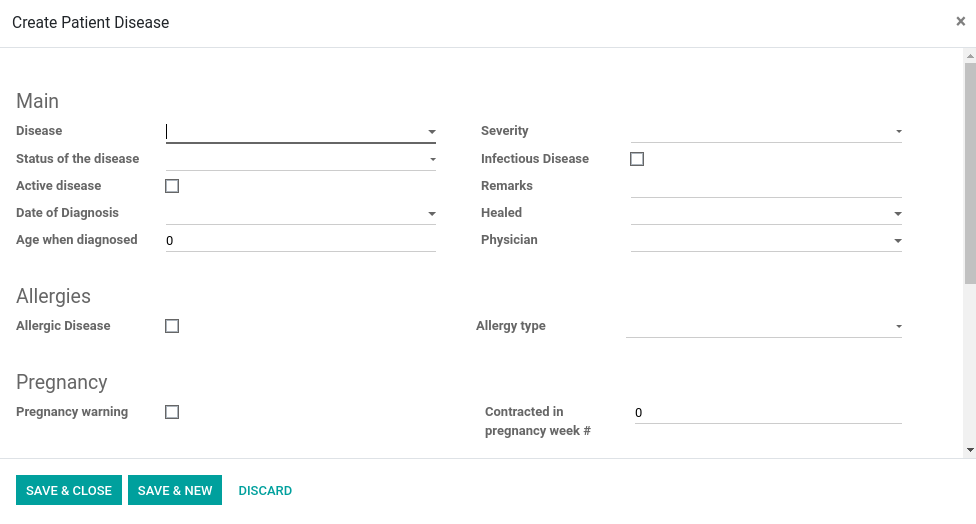 Create Patient Disease ×
Main
Disease Severity
Status of the disease Infectious Disease
Active disease Remarks
Date of Diagnosis Healed
Age when diagnosed 0 Physician
Allergies
Allergic Disease Allergy type
Pregnancy
Pregnancy warning Contracted in 0
pregnancy week #
SAVE & CLOSE SAVE & NEW DISCARD